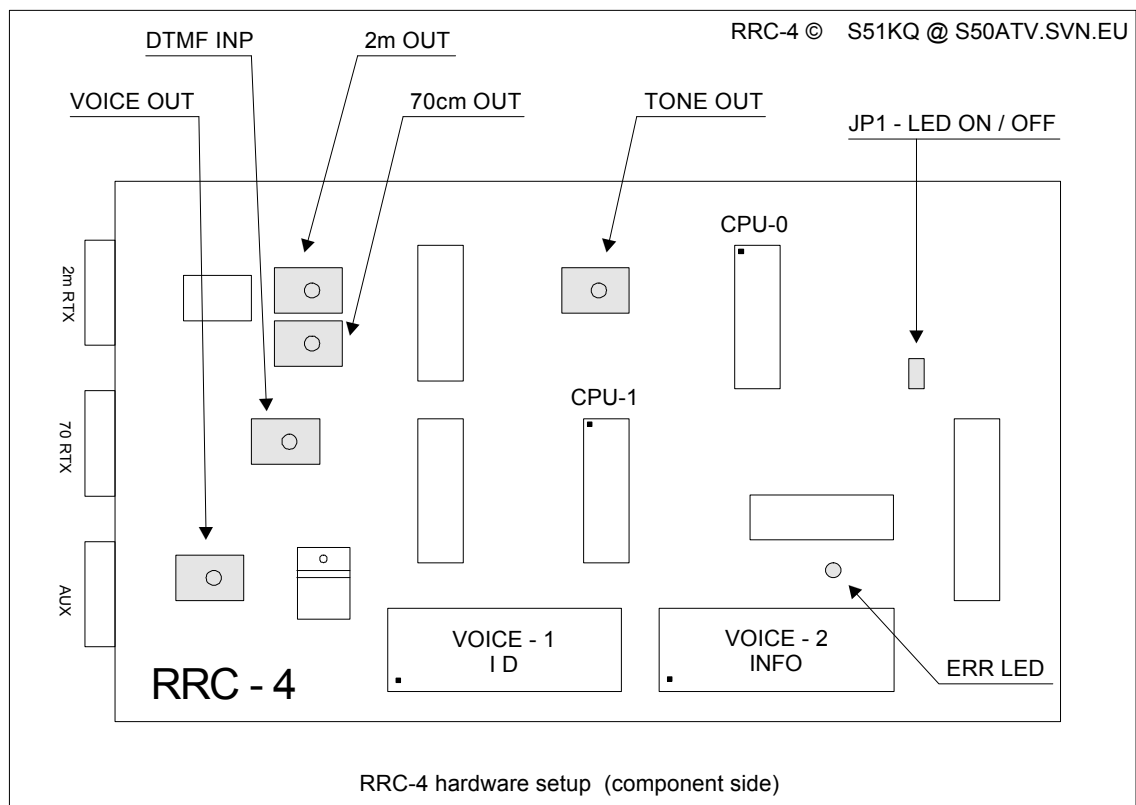 RRC-4 © S51KQ @ S50ATV.SVN.EU
DTMF INP
2m OUT
VOICE OUT
70cm OUT
TONE OUT
JP1 - LED ON / OFF
CPU-0
2m RTX
CPU-1
70 RTX
AUX
VOICE - 1
I D
VOICE - 2
INFO
ERR LED
RRC - 4
RRC-4 hardware setup (component side)